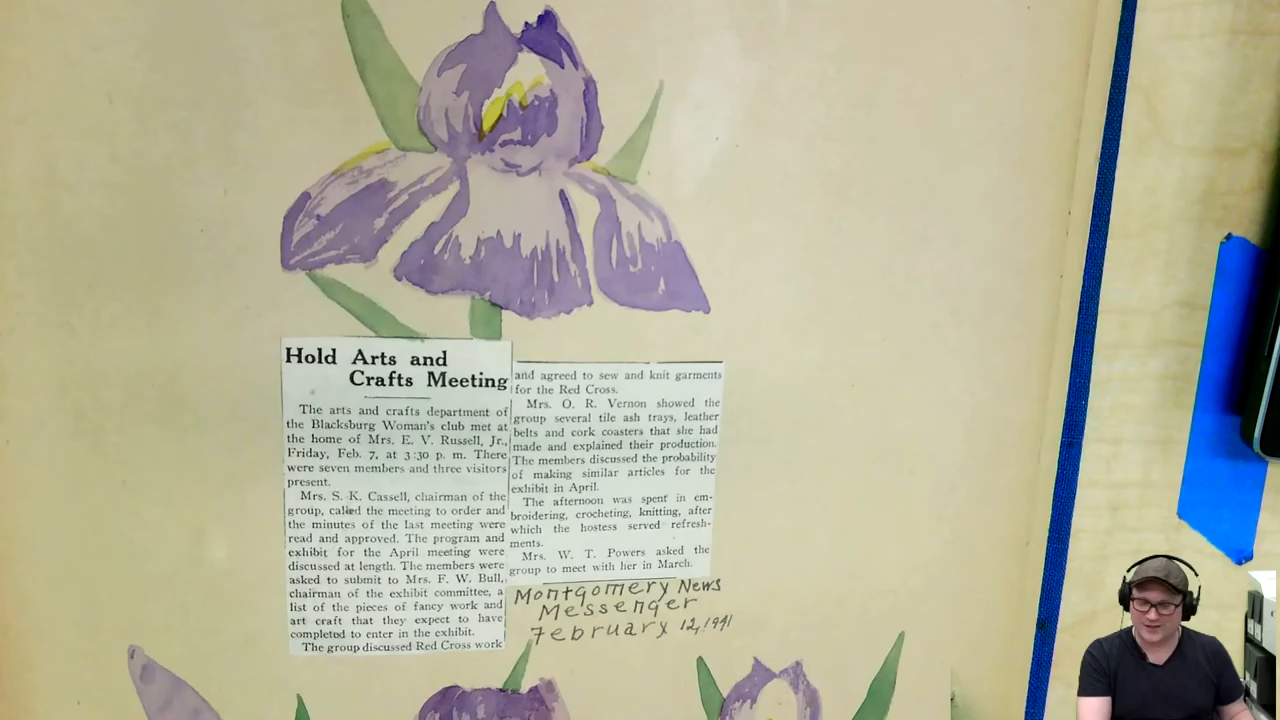 Hold Arts and
Crafts Meeting
The arts and crafts department of
the Blacksburg Woman's club met at
the home of Mrs. E. V. Russell, Jr.,
Friday, Feb. 7, at 3:30 p. m. There
were seven members and three visitors
present.
Mrs. S. K. Cassell, chairman of the
group, called the meeting to order and
the minutes of the last meeting were
read and approved. The program and
exhibit for the April meeting were
discussed at length. The members were
asked to submit to Mrs. F. W. Bull,
chairman of the exhibit committee, a
list of the pieces of fancy work and
art craft that they expect to have
completed to enter in the exhibit.
The group discussed Red Cross work
and agreed to sew and knit garments
for the Red Cross.
Mrs. O. R. Vernon showed the
group several tile ash trays, leather
belts and cork coasters that she had
made and explained their production.
The members discussed the probability
of making similar articles for the
exhibit in April.
The afternoon was spent in em-
broidering, crocheting, knitting, after
which the hostess served refresh-
ments.
Mrs. W. T. Powers asked the
group to meet with her in March.
Montgomery News
Messenger
February 12, 1941